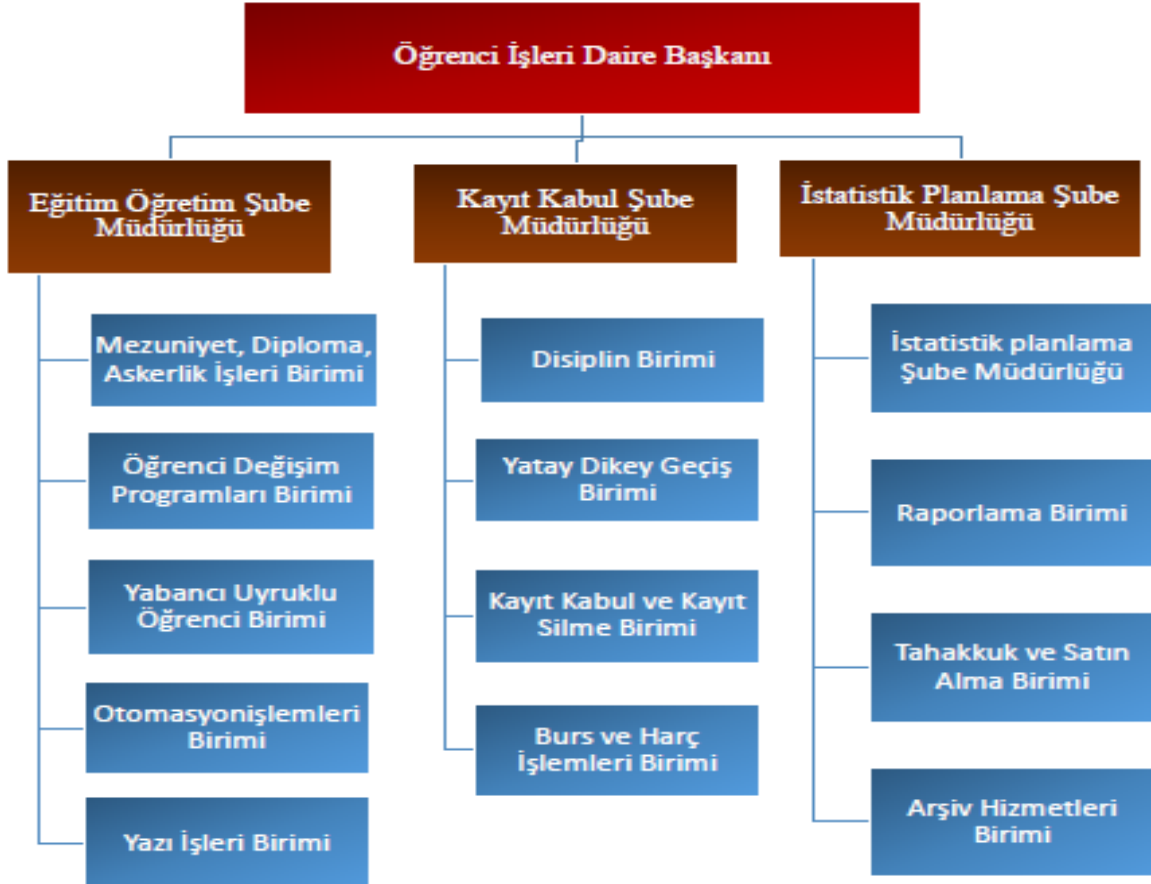 Öğrenci İşleri Daire Başkanı
Eğitim Öğretim Şube
Müdürlüğü
Mezuniyet, Diploma,
Askerlik İşleri Birimi
Öğrenci Değişim
Programları Birimi
Yabancı Uyruklu
Öğrenci Birimi
Otomasyonişlemleri
Birimi
Yazı İşleri Birimi
Kayıt Kabul Şube
Müdürlüğü
Disiplin Birimi
Yatay Dikey Geçiş
Birimi
Kayıt Kabul ve Kayıt
Silme Birimi
Burs ve Harç
İşlemleri Birimi
İstatistik Planlama Şube
Müdürlüğü
İstatistik planlama
Şube Müdürlüğü
Raporlama Birimi
Tahakkuk ve Satın
Alma Birimi
Arşiv Hizmetleri
Birimi